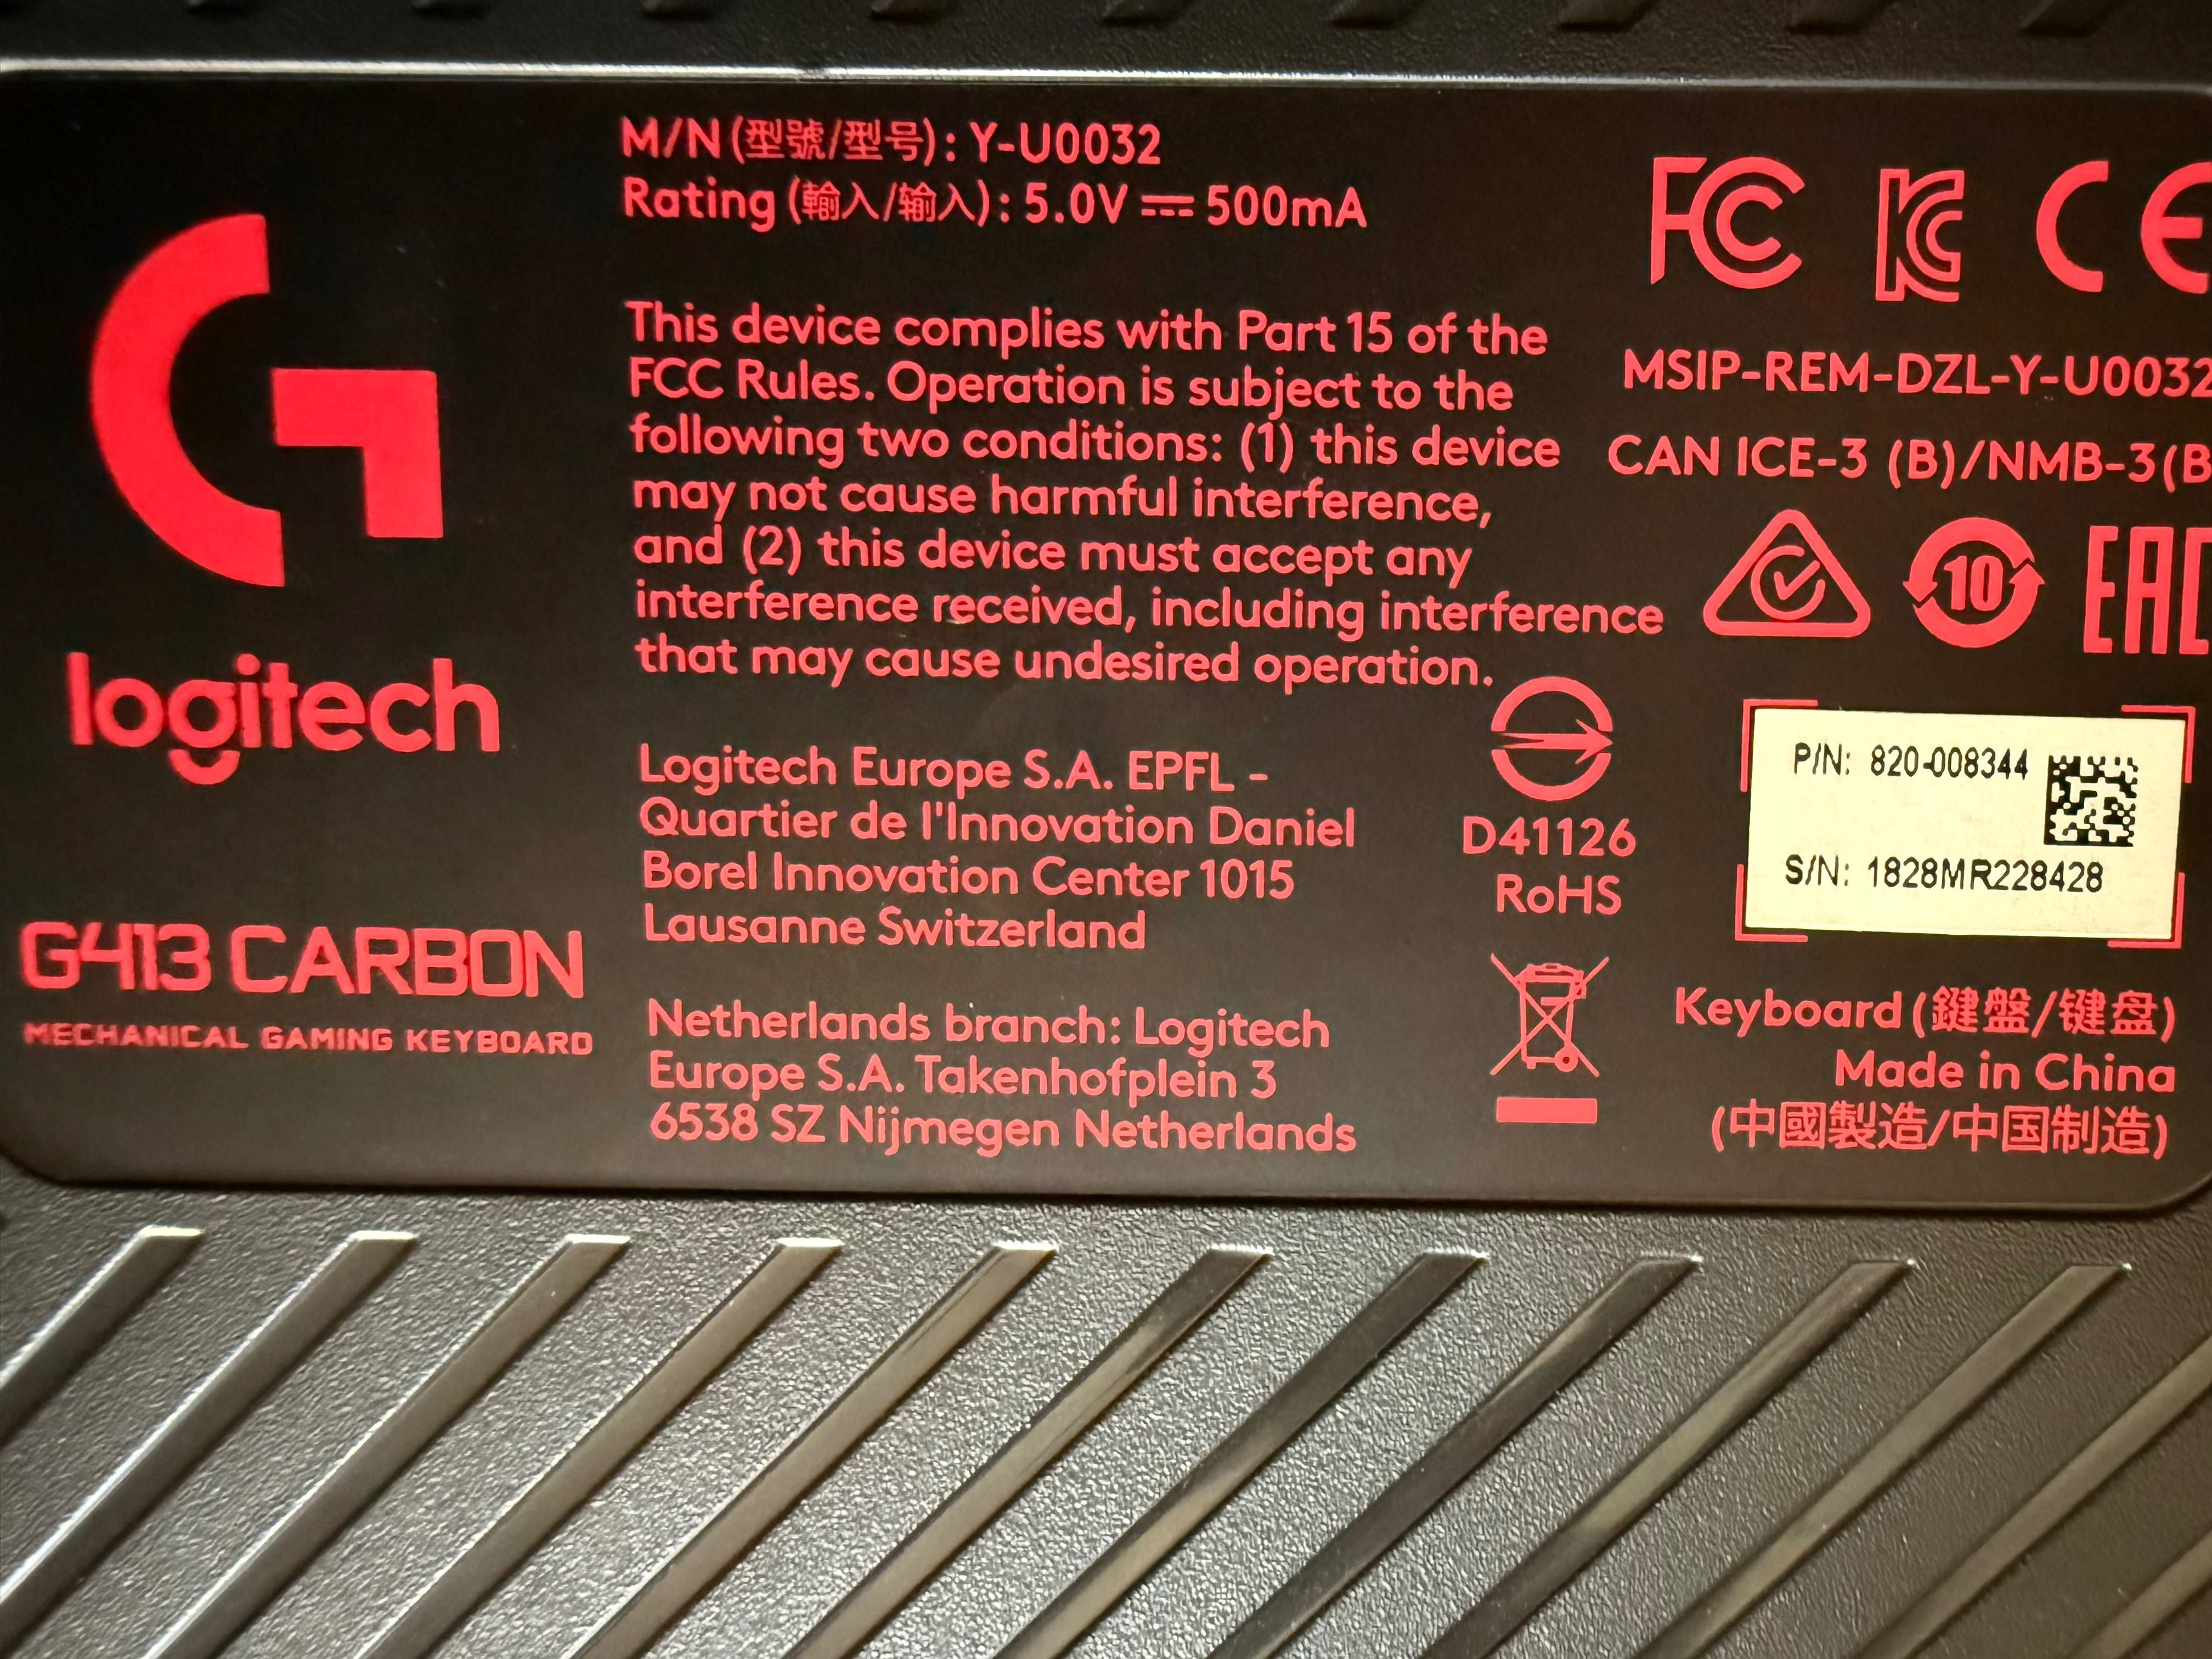 M/N (型號/型号): Y-U0032
Rating (輸入/输入): 5.0V ⎓ 500mA
This device complies with Part 15 of the
FCC Rules. Operation is subject to the
following two conditions: (1) this device
may not cause harmful interference,
and (2) this device must accept any
interference received, including interference
that may cause undesired operation.
Logitech Europe S.A. EPFL -
Quartier de l'Innovation Daniel
Borel Innovation Center 1015
Lausanne Switzerland
Netherlands branch: Logitech
Europe S.A. Takenhofplein 3
6538 SZ Nijmegen Netherlands
G
logitech
G413 CARBON
MECHANICAL GAMING KEYBOARD
FC KC CE
MSIP-REM-DZL-Y-U0032
CAN ICE-3 (B)/NMB-3(B
10 EAC
D41126
RoHS
P/N: 820-008344
S/N: 1828MR228428
Keyboard (鍵盤/键盘)
Made in China
(中國製造/中国制造)